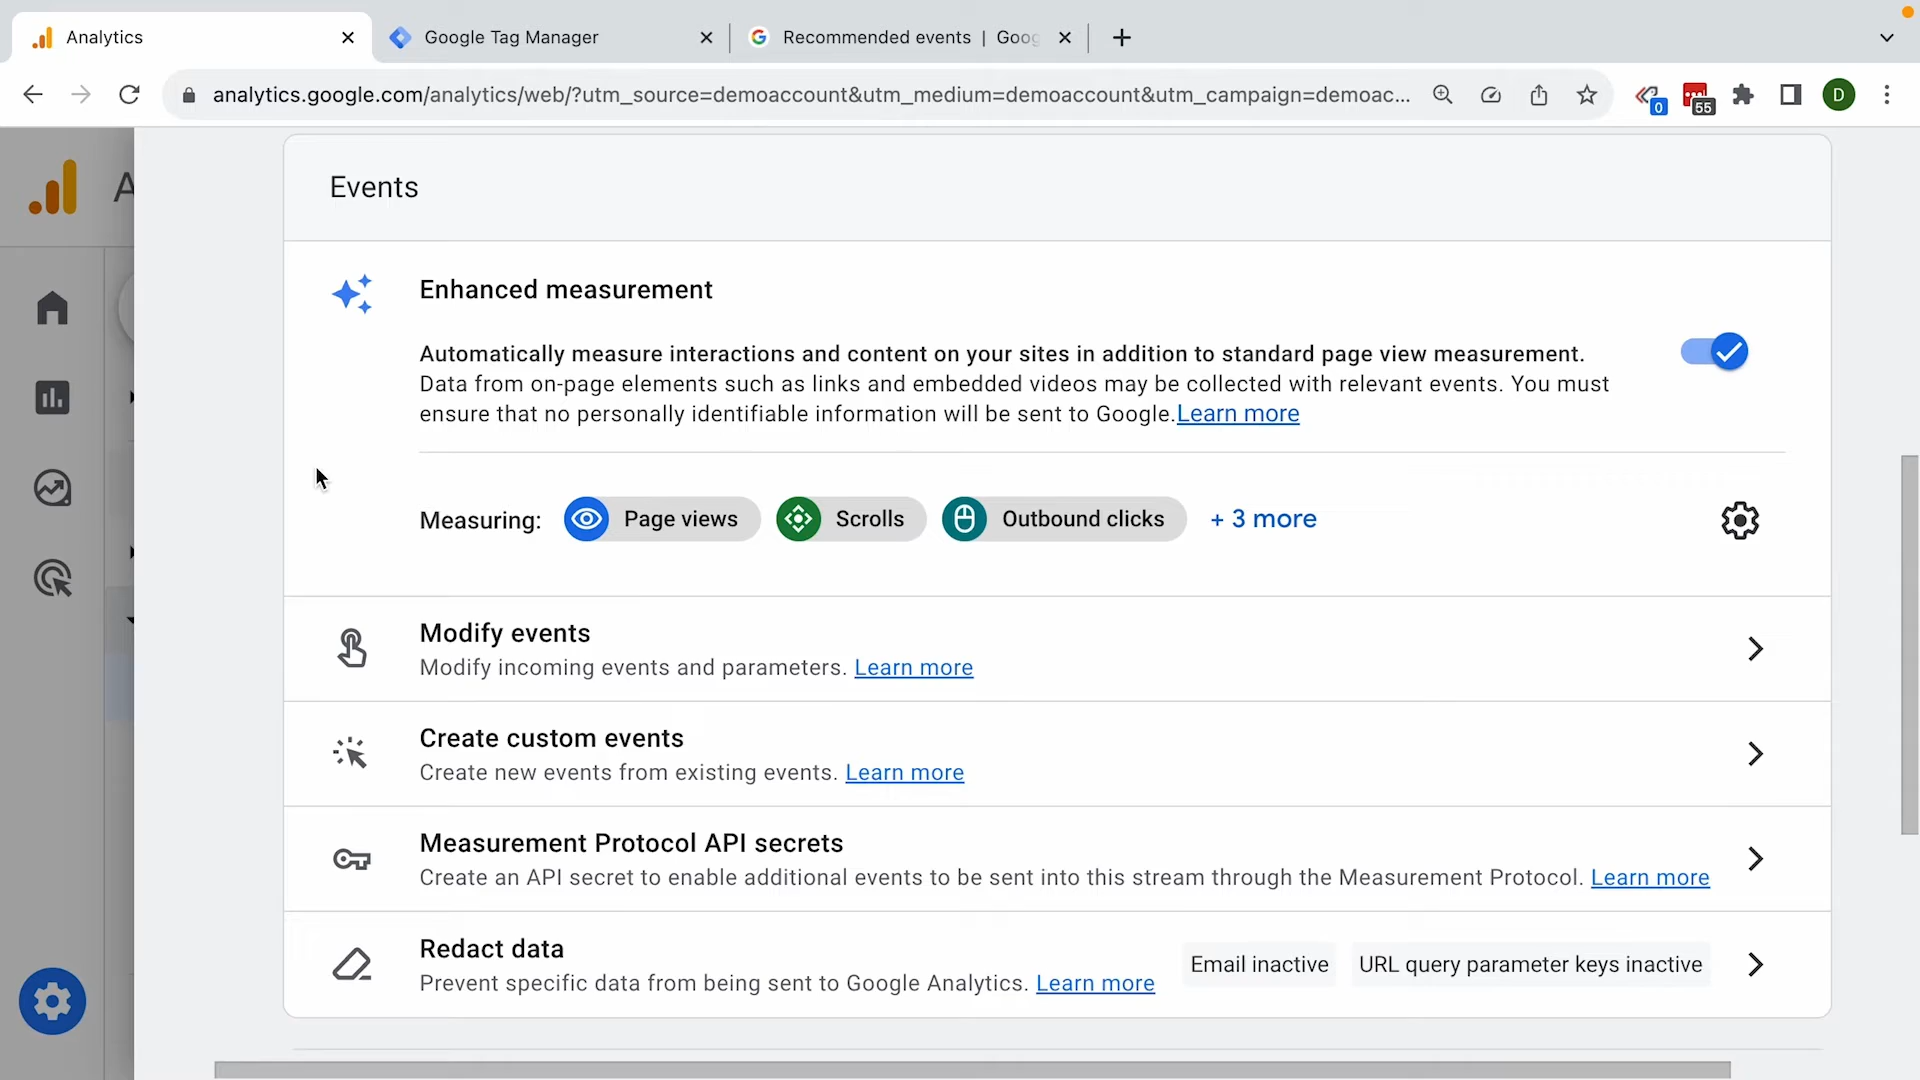 Analytics
Google Tag Manager
Recommended events | Goog
analytics.google.com/analytics/web/?utm_source=demoaccount&utm_medium=demoaccount&utm_campaign=demoac...
0
55
D
A
Events
Enhanced measurement
Automatically measure interactions and content on your sites in addition to standard page view measurement.
Data from on-page elements such as links and embedded videos may be collected with relevant events. You must
ensure that no personally identifiable information will be sent to Google.Learn more
Measuring: Page views Scrolls Outbound clicks + 3 more
Modify events
Modify incoming events and parameters. Learn more
Create custom events
Create new events from existing events. Learn more
Measurement Protocol API secrets
Create an API secret to enable additional events to be sent into this stream through the Measurement Protocol. Learn more
Redact data
Prevent specific data from being sent to Google Analytics. Learn more
Email inactive
URL query parameter keys inactive